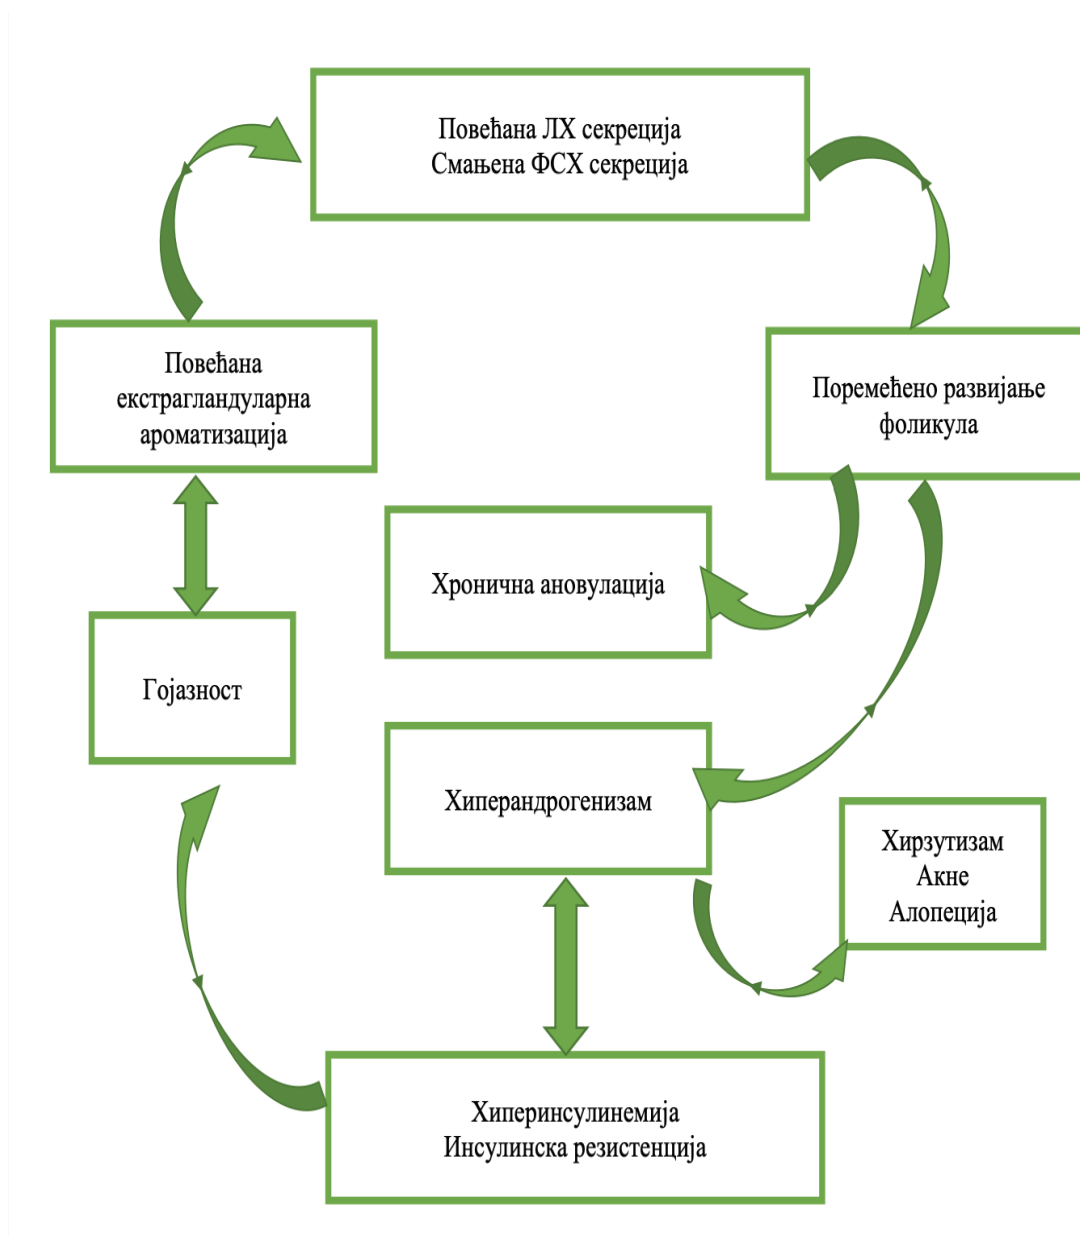 Повећана ЛХ секреција
Смањена ФСХ секреција
Повећана
екстрагландуларна
ароматизација
Поремећено развијање
фоликула
Хронична ановулација
Гојазност
Хиперандрогенизам
Хирзутизам
Акне
Алопеција
Хиперинсулинемија
Инсулинска резистенција